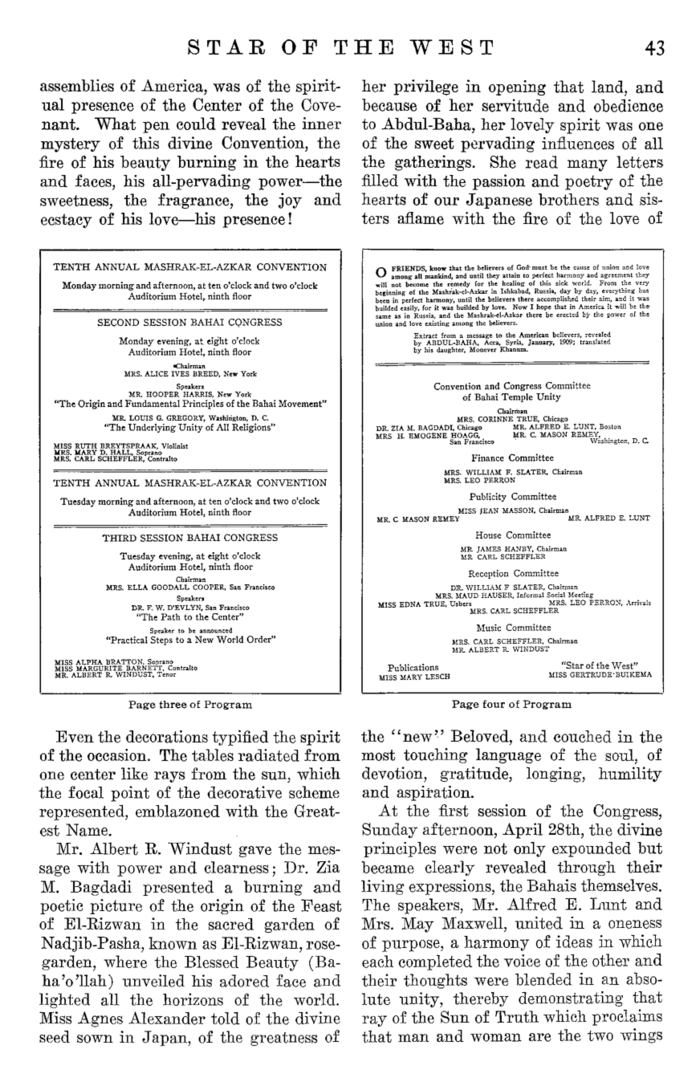 STAR OF THE WEST 43
assemblies of America, was of the spirit-
ual presence of the Center of the Cove-
nant. What pen could reveal the inner
mystery of this divine Convention, the
fire of his beauty burning in the hearts
and faces, his all-pervading power—the
sweetness, the fragrance, the joy and
ecstacy of his love—his presence!
TENTH ANNUAL MASHRAK-EL-AZKAR CONVENTION
Monday morning and afternoon, at ten o'clock and two o'clock
Auditorium Hotel, ninth floor
SECOND SESSION BAHAI CONGRESS
Monday evening, at eight o'clock
Auditorium Hotel, ninth floor
Chairman
MRS. ALICE IVES BREED, New York
Speakers
MR. HOOPER HARRIS, New York
"The Origin and Fundamental Principles of the Bahai Movement"
MR. LOUIS G. GREGORY, Washington, D. C.
"The Underlying Unity of All Religions"
MISS RUTH BREYTSPRAAK, Violinist
MRS. MARY D. HALL, Soprano
MRS. CARL SCHEFFLER, Contralto
TENTH ANNUAL MASHRAK-EL-AZKAR CONVENTION
Tuesday morning and afternoon, at ten o'clock and two o'clock
Auditorium Hotel, ninth floor
THIRD SESSION BAHAI CONGRESS
Tuesday evening, at eight o'clock
Auditorium Hotel, ninth floor
Chairman
MRS. ELLA GOODALL COOPER, San Francisco
Speakers
DR. F. W. D'EVLYN, San Francisco
"The Path to the Center"
Speaker to be announced
"Practical Steps to a New World Order"
MISS ALPHA BRATTON, Soprano
MISS MARGURITE BARNETT, Contralto
MR. ALBERT R. WINDUST, Tenor
Page three of Program
Even the decorations typified the spirit
of the occasion. The tables radiated from
one center like rays from the sun, which
the focal point of the decorative scheme
represented, emblazoned with the Great-
est Name.
Mr. Albert R. Windust gave the mes-
sage with power and clearness; Dr. Zia
M. Bagdadi presented a burning and
poetic picture of the origin of the Feast
of El-Rizwan in the sacred garden of
Nadjib-Pasha, known as El-Rizwan, rose-
garden, where the Blessed Beauty (Ba-
ha'o'llah) unveiled his adored face and
lighted all the horizons of the world.
Miss Agnes Alexander told of the divine
seed sown in Japan, of the greatness of
her privilege in opening that land, and
because of her servitude and obedience
to Abdul-Baha, her lovely spirit was one
of the sweet pervading influences of all
the gatherings. She read many letters
filled with the passion and poetry of the
hearts of our Japanese brothers and sis-
ters aflame with the fire of the love of
O FRIENDS, know that the believers of God must be the cause of union and love
among all mankind, and until they attain to perfect harmony and agreement they
will not become the remedy for the healing of this sick world. From the very
beginning of the Mashrak-el-Azkar in Ishkabad, Russia, day by day, everything has
been in perfect harmony, until the believers there accomplished their aim, and it was
builded easily, for it was builded by love. Now I hope that in America it will be the
same as in Russia, and the Mashrak-el-Azkar there be erected by the power of the
union and love existing among the believers.
Extract from a message to the American believers, revealed
by ABDUL-BAHA, Acca, Syria, January, 1909; translated
by his daughter, Monever Khanum.
Convention and Congress Committee
of Bahai Temple Unity
Chairman
MRS. CORINNE TRUE, Chicago
DR. ZIA M. BAGDADI, Chicago MR. ALFRED E. LUNT, Boston
MRS H. EMOGENE HOAGG, MR. C. MASON REMEY,
San Francisco Washington, D. C.
Finance Committee
MRS. WILLIAM F. SLATER, Chairman
MRS. LEO PERRON
Publicity Committee
MISS JEAN MASSON, Chairman
MR. C. MASON REMEY MR. ALFRED E. LUNT
House Committee
MR. JAMES HANBY, Chairman
MR. CARL SCHEFFLER
Reception Committee
DR. WILLIAM F SLATER, Chairman
MRS. MAUD HAUSER, Informal Social Meeting
MISS EDNA TRUE, Ushers MRS. LEO PERRON, Arrivals
MRS. CARL SCHEFFLER
Music Committee
MRS. CARL SCHEFFLER, Chairman
MR. ALBERT R. WINDUST
Publications "Star of the West"
MISS MARY LESCH MISS GERTRUDE BUIKEMA
Page four of Program
the "new" Beloved, and couched in the
most touching language of the soul, of
devotion, gratitude, longing, humility
and aspiration.
At the first session of the Congress,
Sunday afternoon, April 28th, the divine
principles were not only expounded but
became clearly revealed through their
living expressions, the Bahais themselves.
The speakers, Mr. Alfred E. Lunt and
Mrs. May Maxwell, united in a oneness
of purpose, a harmony of ideas in which
each completed the voice of the other and
their thoughts were blended in an abso-
lute unity, thereby demonstrating that
ray of the Sun of Truth which proclaims
that man and woman are the two wings